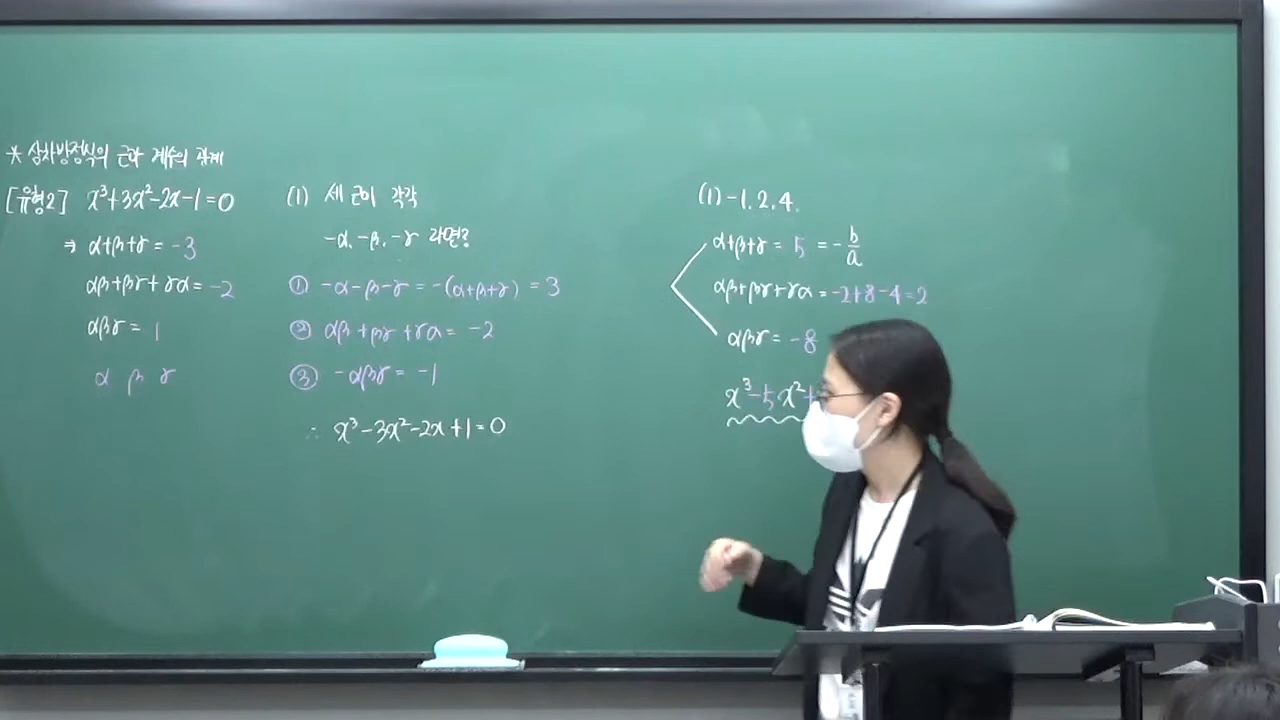 * 삼차방정식의 근과 계수의 관계
[유형2] x³+3x²-2x-1=0
⇒ α+β+γ = -3
αβ+βγ+γα = -2
αβγ = 1
α β γ
(1) 세 근이 각각
-α, -β, -γ 라면?
① -α-β-γ = -(α+β+γ) = 3
② αβ+βγ+γα = -2
③ -αβγ = -1
∴ x³-3x²-2x+1=0
(1) -1, 2, 4.
α+β+γ = 5 = -b/a
αβ+βγ+γα = -2+8-4=2
αβγ = -8
x³-5x²+